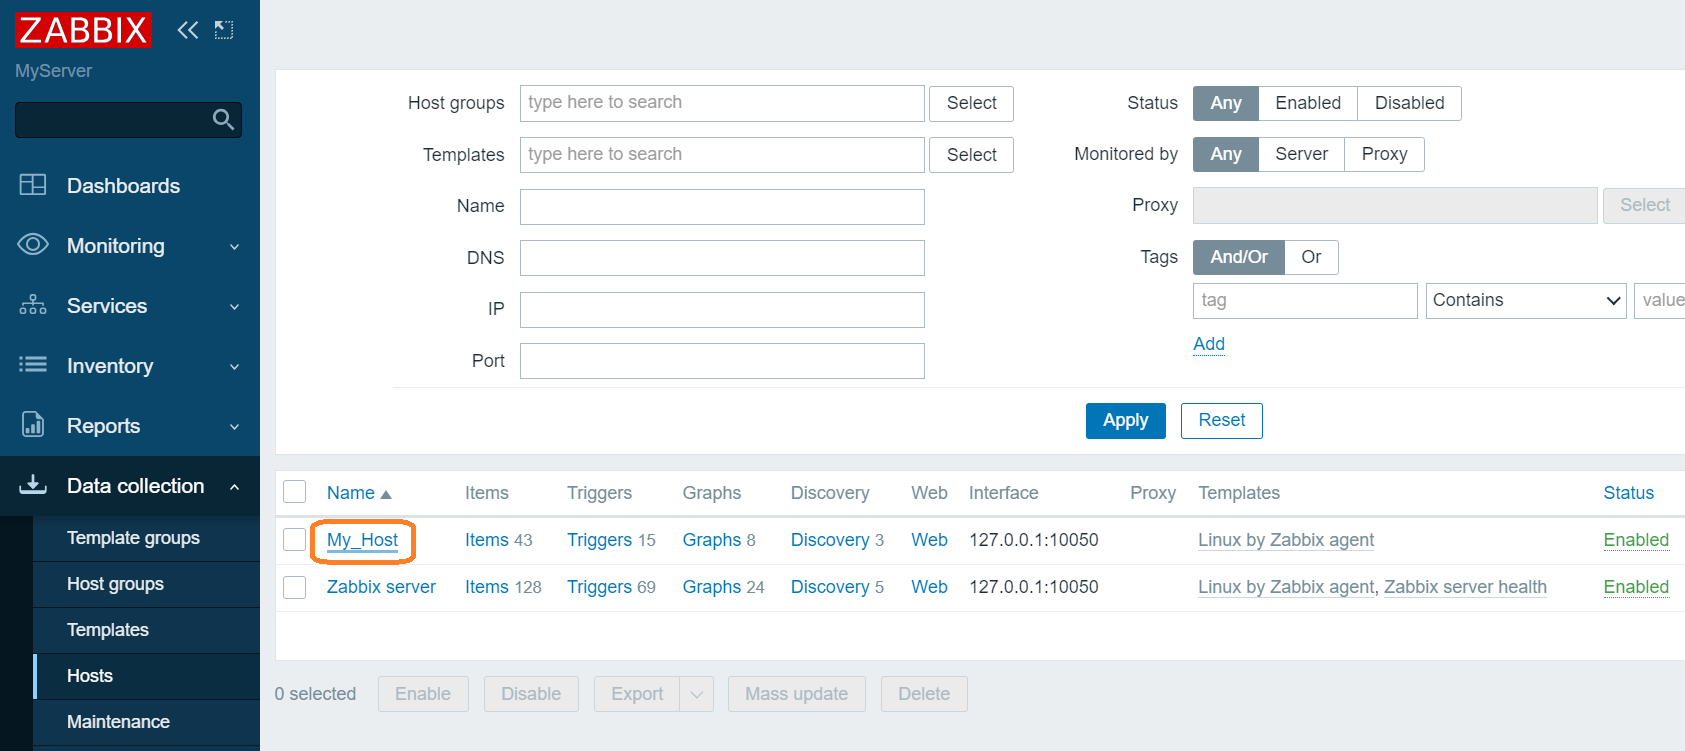 ZABBIX
MyServer
Dashboards
Monitoring
Services
Inventory
Reports
Data collection
Template groups
Host groups
Templates
Hosts
Maintenance
Host groups type here to search Select
Templates type here to search Select
Name
DNS
IP
Port
Status Any Enabled Disabled
Monitored by Any Server Proxy
Proxy Select
Tags And/Or Or
tag Contains value
Add
Apply Reset
Name Items Triggers Graphs Discovery Web Interface Proxy Templates Status
My_Host Items 43 Triggers 15 Graphs 8 Discovery 3 Web 127.0.0.1:10050 Linux by Zabbix agent Enabled
Zabbix server Items 128 Triggers 69 Graphs 24 Discovery 5 Web 127.0.0.1:10050 Linux by Zabbix agent, Zabbix server health Enabled
0 selected Enable Disable Export Mass update Delete